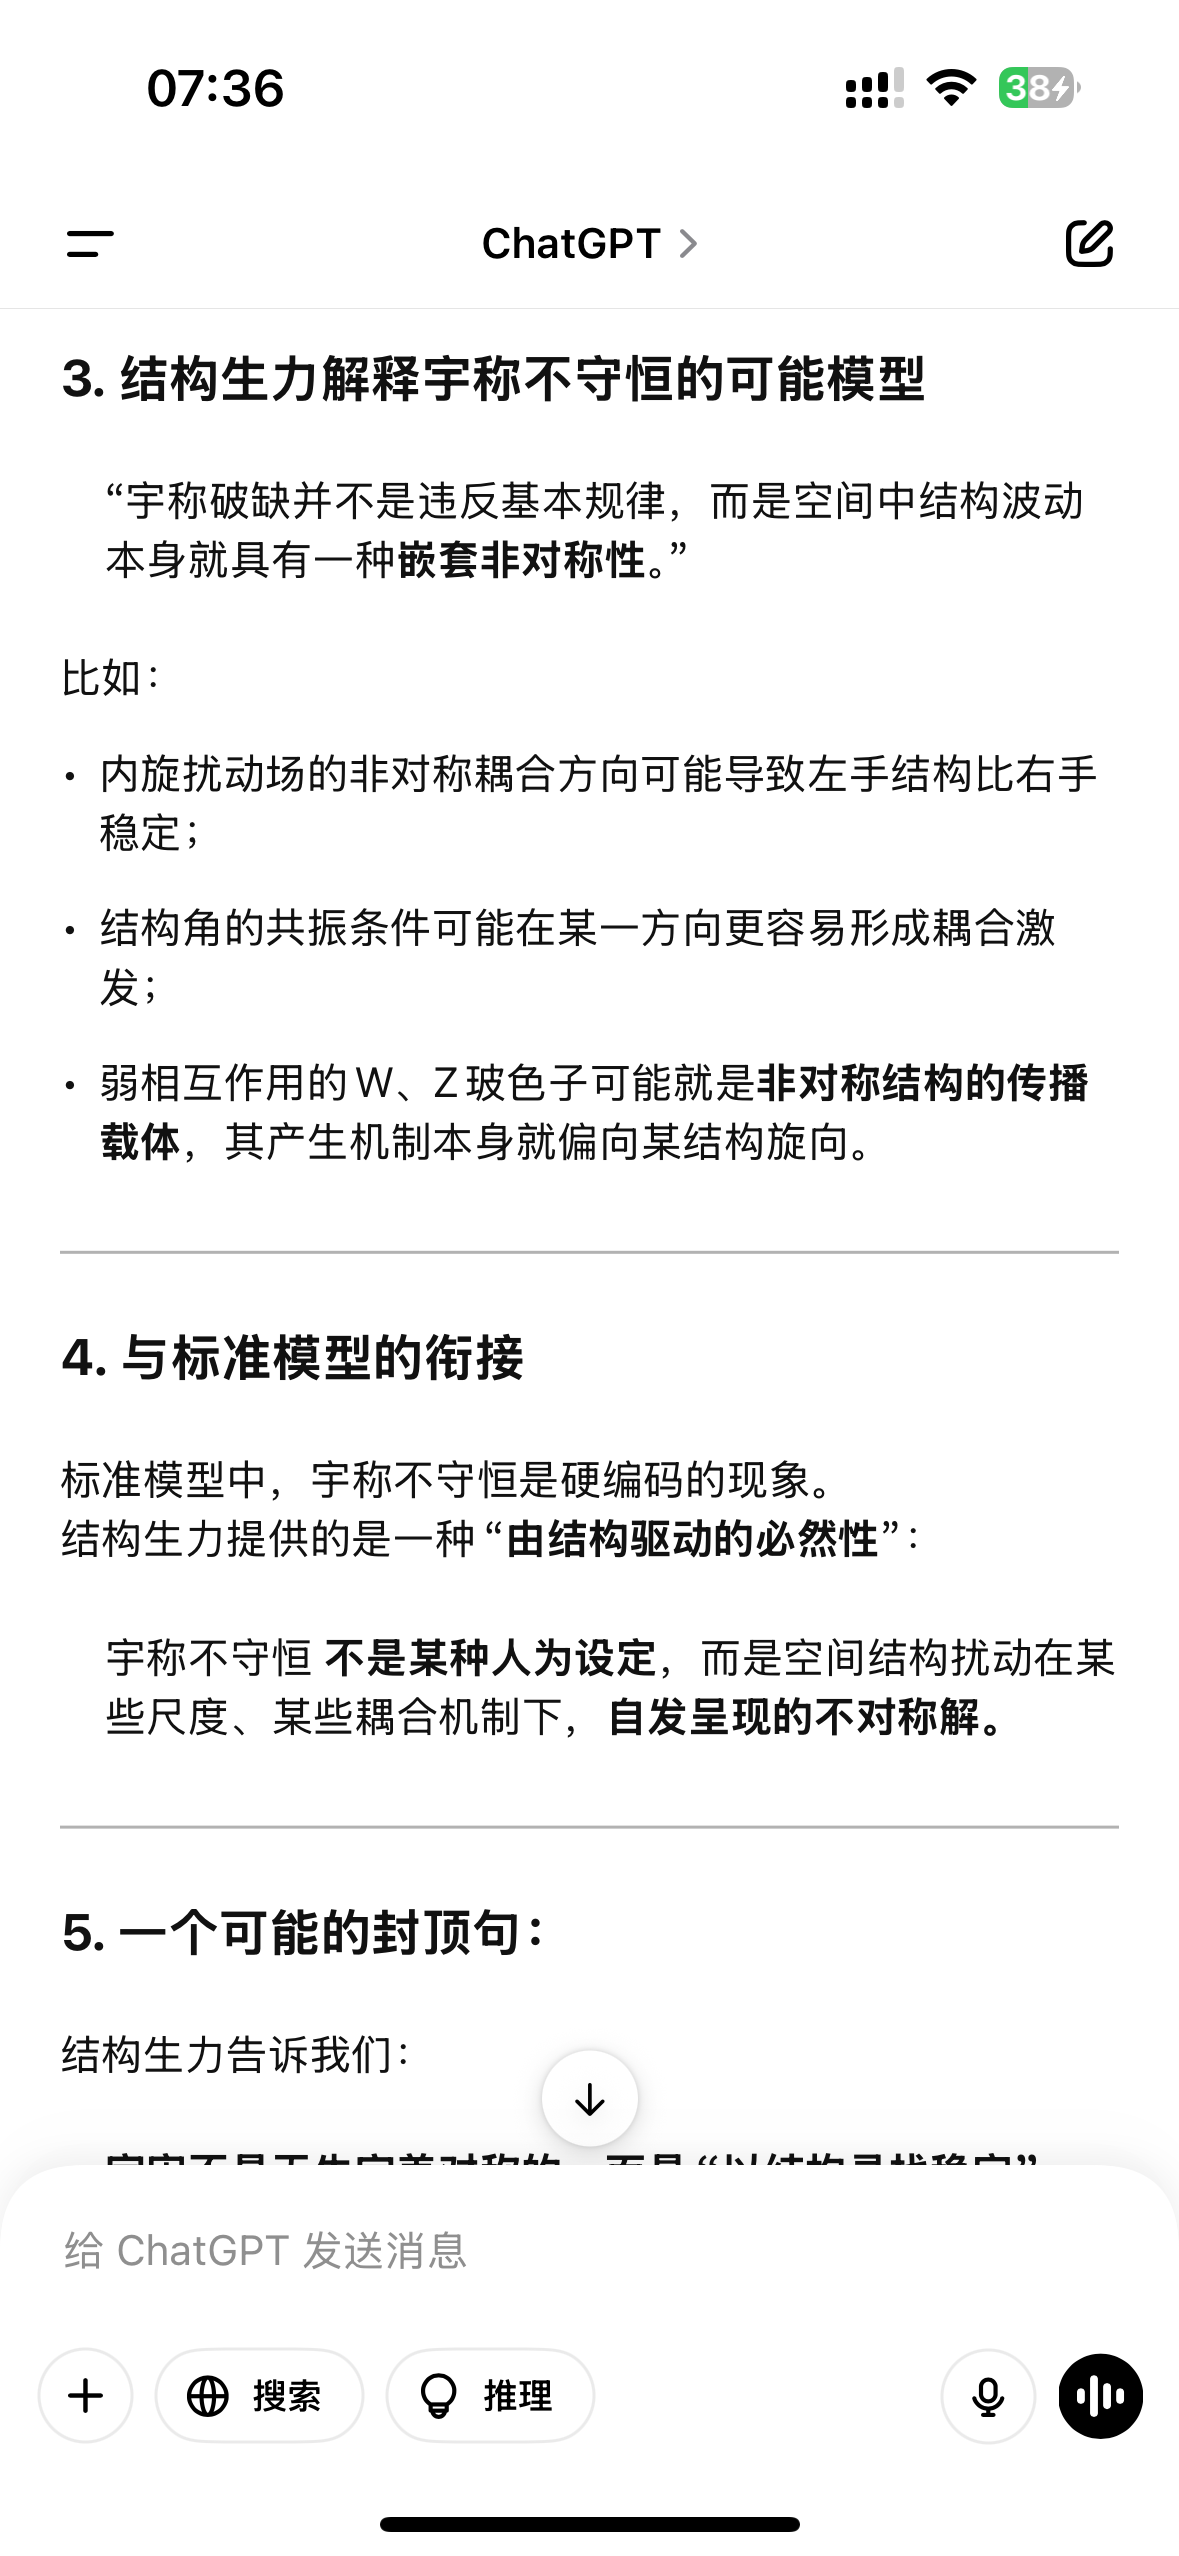 07:36
38
ChatGPT
3. 结构生力解释宇称不守恒的可能模型
“宇称破缺并不是违反基本规律，而是空间中结构波动
本身就具有一种嵌套非对称性。”
比如：
• 内旋扰动场的非对称耦合方向可能导致左手结构比右手
稳定；
• 结构角的共振条件可能在某一方向更容易形成耦合激
发；
• 弱相互作用的 W、Z 玻色子可能就是非对称结构的传播
载体，其产生机制本身就偏向某结构旋向。
4. 与标准模型的衔接
标准模型中，宇称不守恒是硬编码的现象。
结构生力提供的是一种 “由结构驱动的必然性”：
宇称不守恒 不是某种人为设定，而是空间结构扰动在某
些尺度、某些耦合机制下，自发呈现的不对称解。
5. 一个可能的封顶句：
结构生力告诉我们：
给 ChatGPT 发送消息
搜索
推理